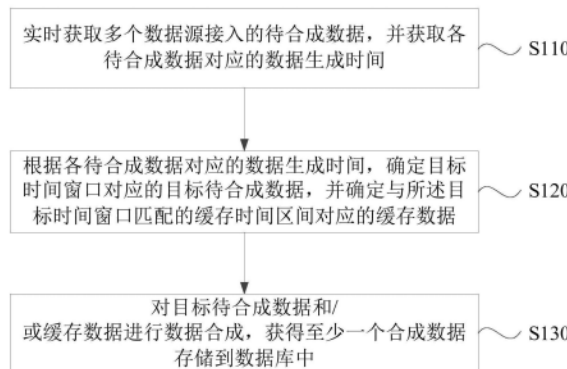 实时获取多个数据源接入的待合成数据，并获取各
待合成数据对应的数据生成时间
S110
根据各待合成数据对应的数据生成时间，确定目标
时间窗口对应的目标待合成数据，并确定与所述目
标时间窗口匹配的缓存时间区间对应的缓存数据
S120
对目标待合成数据和/
或缓存数据进行数据合成，获得至少一个合成数据
存储到数据库中
S130